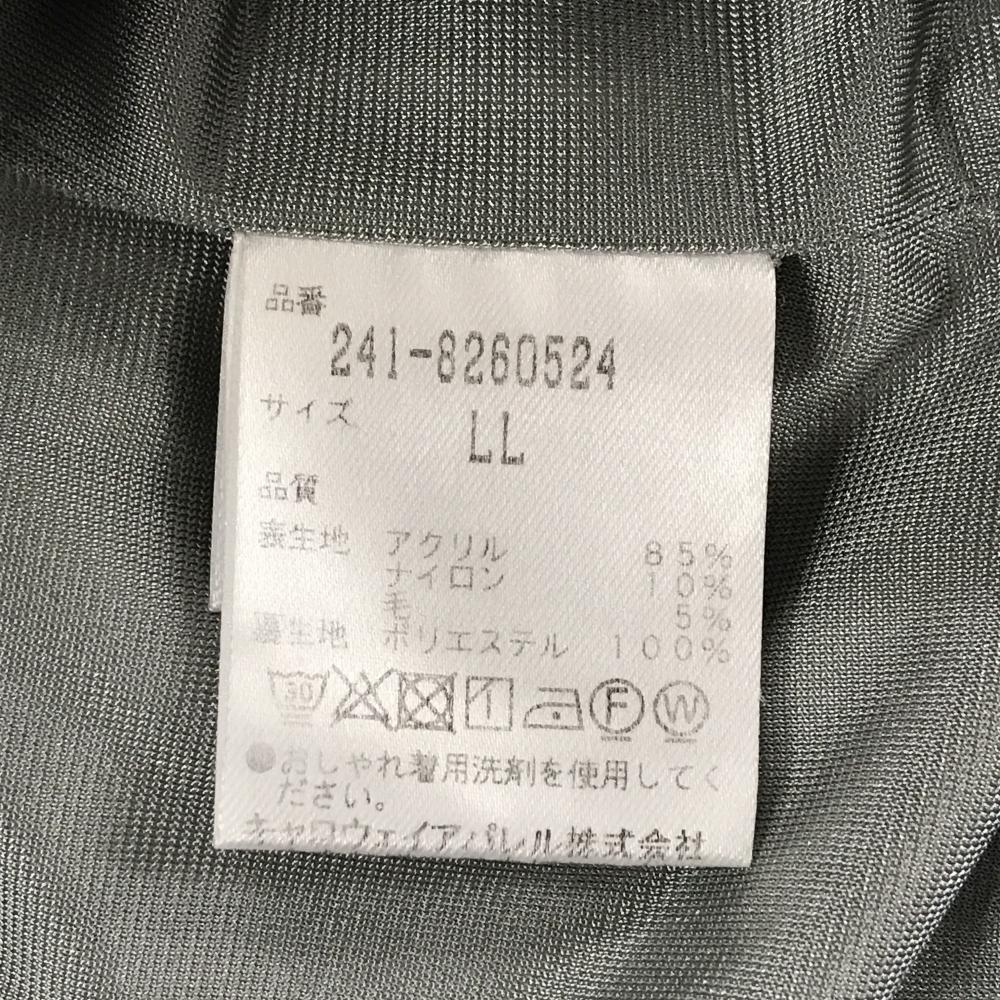 品番
241-8260524
サイズ
LL
品質
表生地 アクリル 85%
ナイロン 10%
毛 5%
裏生地 ポリエステル 100%
30 1 F W
●おしゃれ着用洗剤を使用してく
ださい。
キャロウェイアパレル株式会社